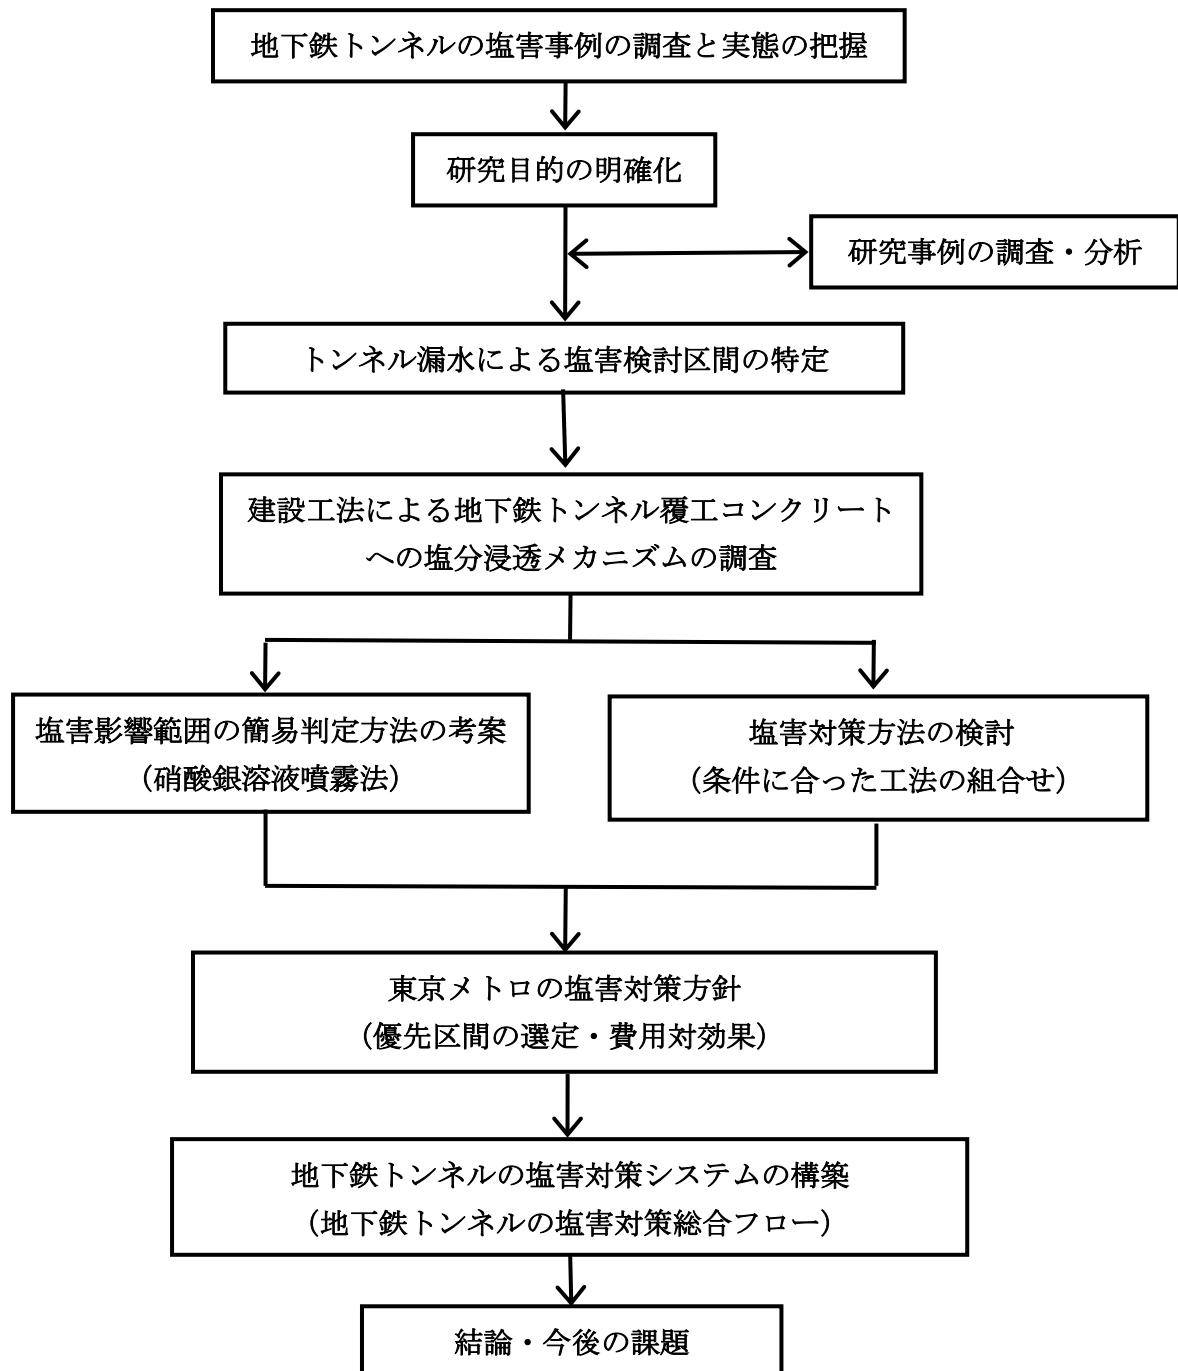 地下鉄トンネルの塩害事例の調査と実態の把握
研究目的の明確化
研究事例の調査・分析
トンネル漏水による塩害検討区間の特定
建設工法による地下鉄トンネル覆工コンクリート
への塩分浸透メカニズムの調査
塩害影響範囲の簡易判定方法の考案
（硝酸銀溶液噴霧法）
塩害対策方法の検討
（条件に合った工法の組合せ）
東京メトロの塩害対策方針
（優先区間の選定・費用対効果）
地下鉄トンネルの塩害対策システムの構築
（地下鉄トンネルの塩害対策総合フロー）
結論・今後の課題